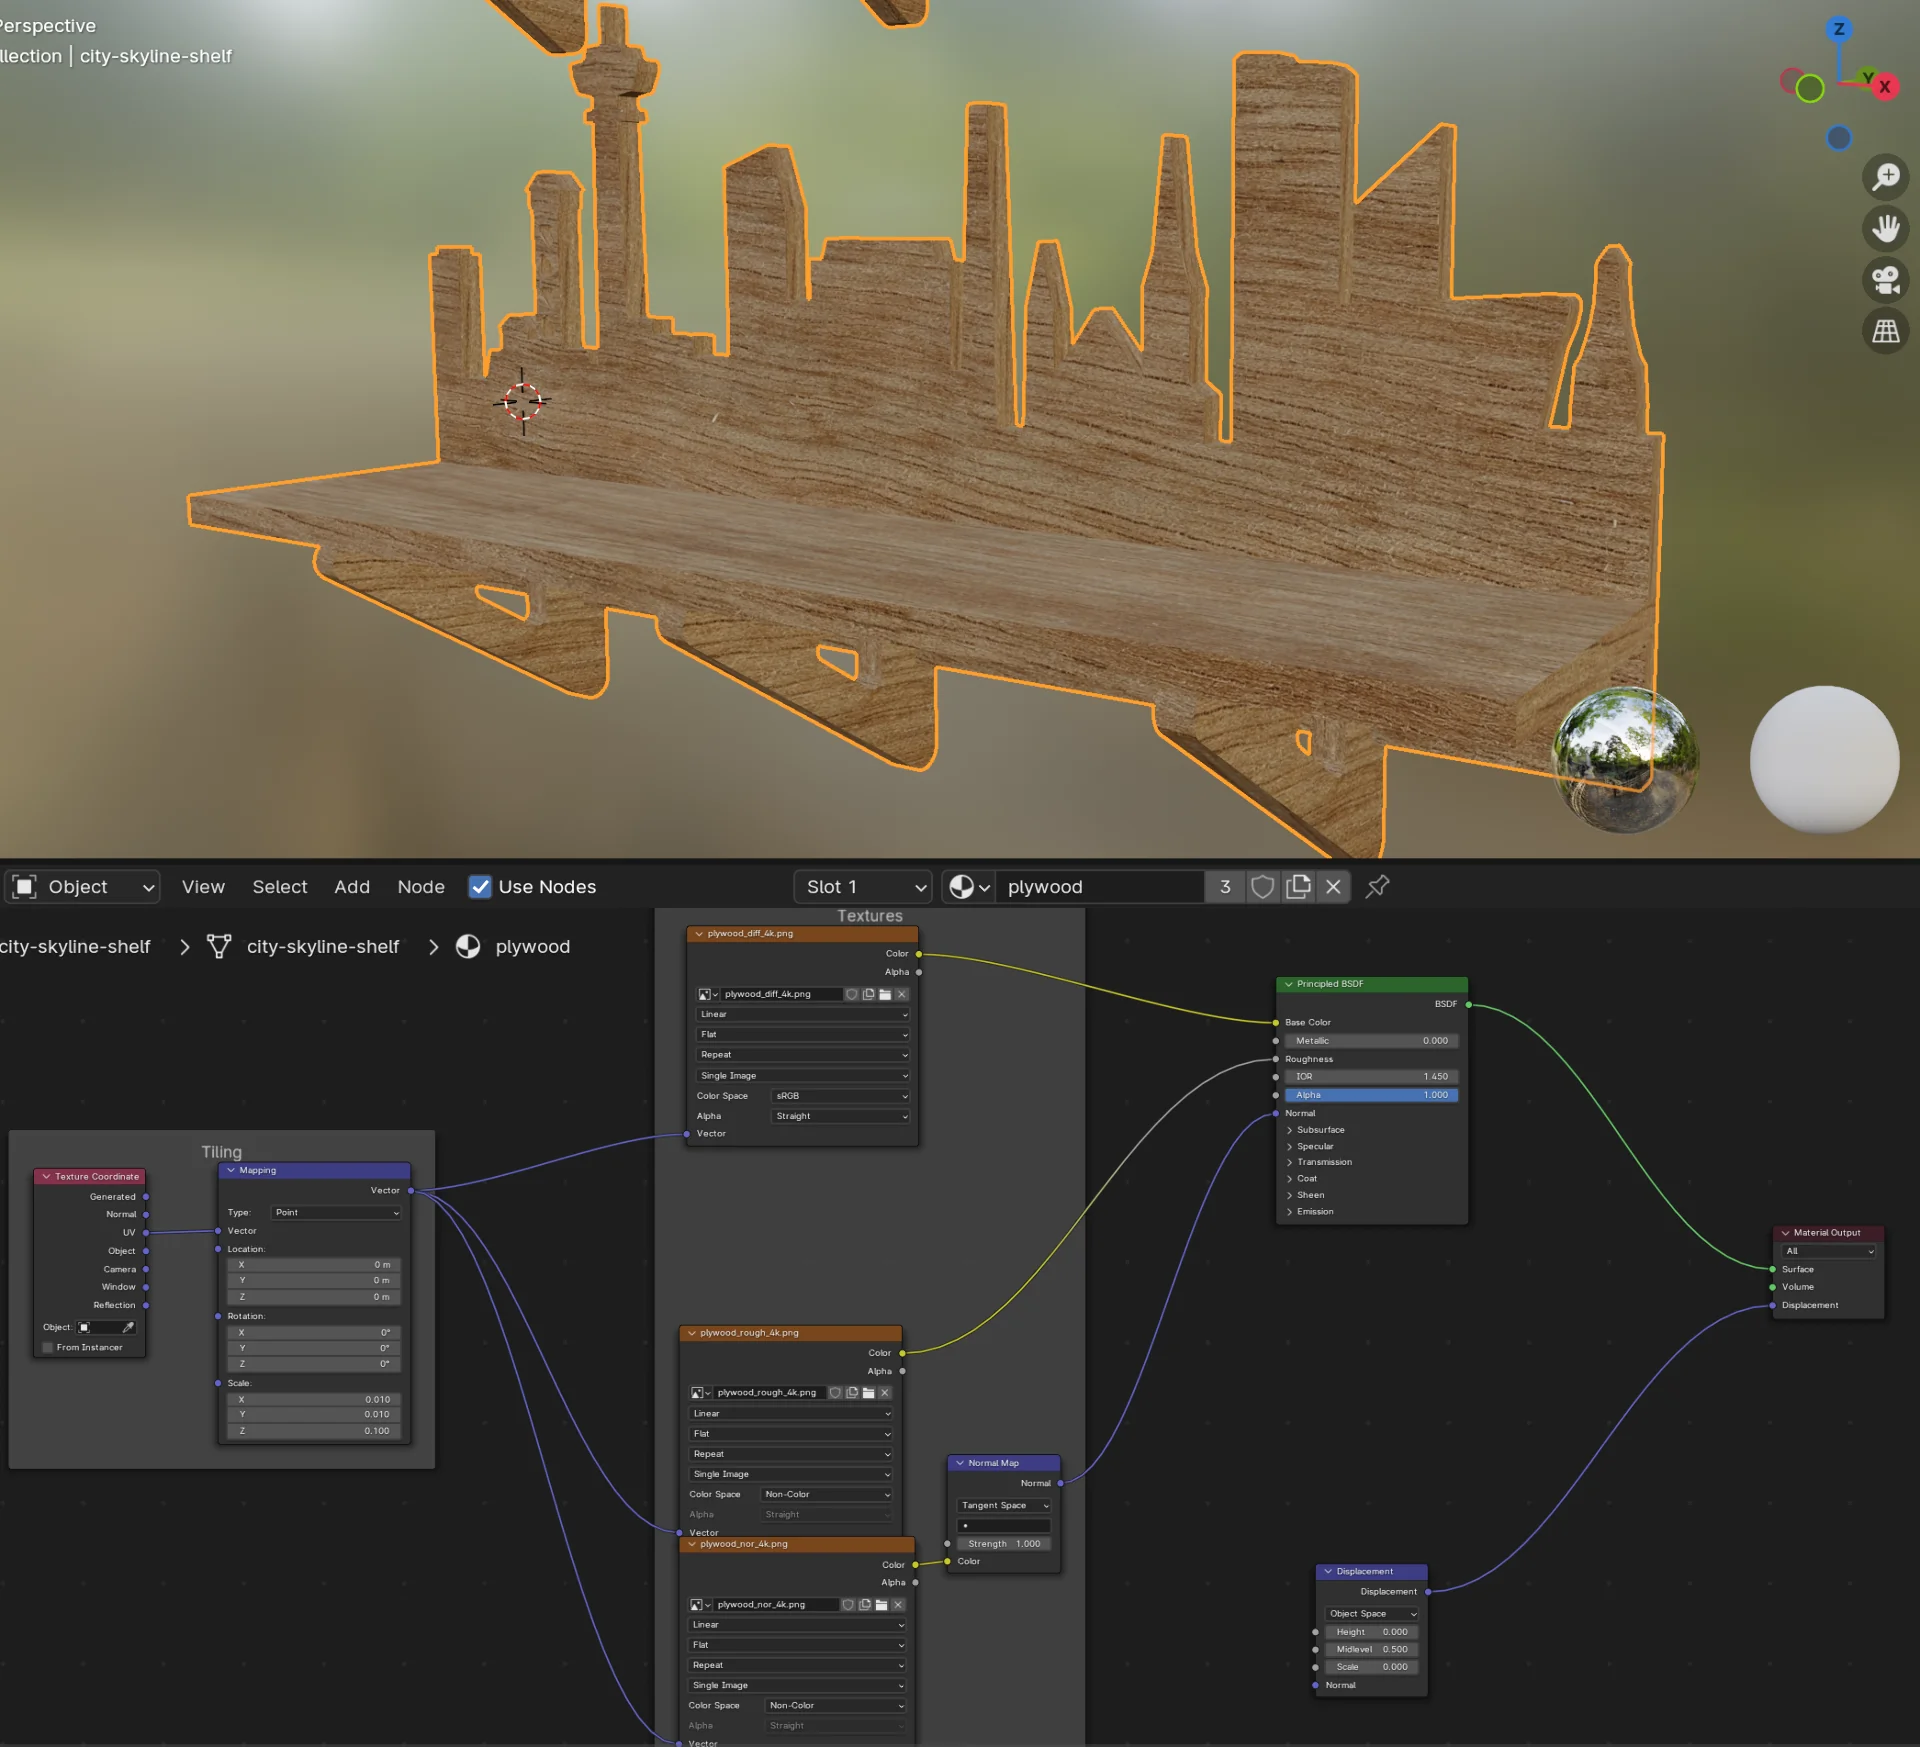 Perspective
llection | city-skyline-shelf
Z
Y
X
Object
View
Select
Add
Node
Use Nodes
Slot 1
plywood
3
city-skyline-shelf
city-skyline-shelf
plywood
Textures
plywood_diff_4k.png
Color
Alpha
plywood_diff_4k.png
Linear
Flat
Repeat
Single Image
Color Space sRGB
Alpha Straight
Vector
Principled BSDF
BSDF
Base Color
Metallic 0.000
Roughness
IOR 1.450
Alpha 1.000
Normal
Subsurface
Specular
Transmission
Coat
Sheen
Emission
Tiling
Texture Coordinate
Generated
Normal
UV
Object
Camera
Window
Reflection
Object:
From Instancer
Mapping
Vector
Type: Point
Vector
Location:
X 0 m
Y 0 m
Z 0 m
Rotation:
X 0°
Y 0°
Z 0°
Scale:
X 0.010
Y 0.010
Z 0.100
Material Output
All
Surface
Volume
Displacement
plywood_rough_4k.png
Color
Alpha
plywood_rough_4k.png
Linear
Flat
Repeat
Single Image
Color Space Non-Color
Alpha Straight
Vector
Normal Map
Normal
Tangent Space
Strength 1.000
Color
plywood_nor_4k.png
Color
Alpha
plywood_nor_4k.png
Linear
Flat
Repeat
Single Image
Color Space Non-Color
Alpha Straight
Vector
Displacement
Displacement
Object Space
Height 0.000
Midlevel 0.500
Scale 0.000
Normal